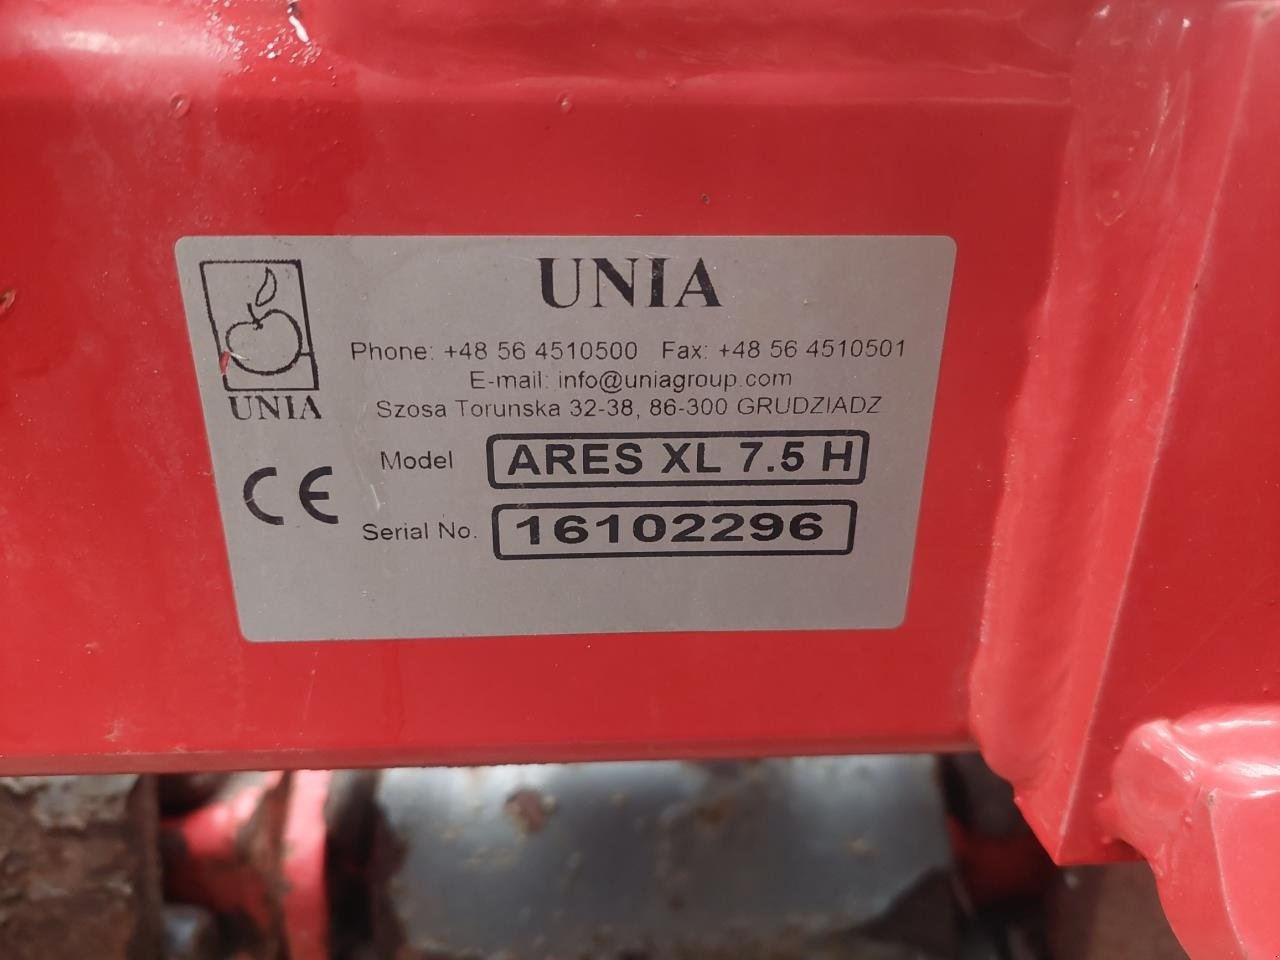 UNIA
UNIA
Phone: +48 56 4510500 Fax: +48 56 4510501
E-mail: info@uniagroup.com
Szosa Torunska 32-38, 86-300 GRUDZIADZ
Model ARES XL 7.5 H
CE
Serial No. 16102296